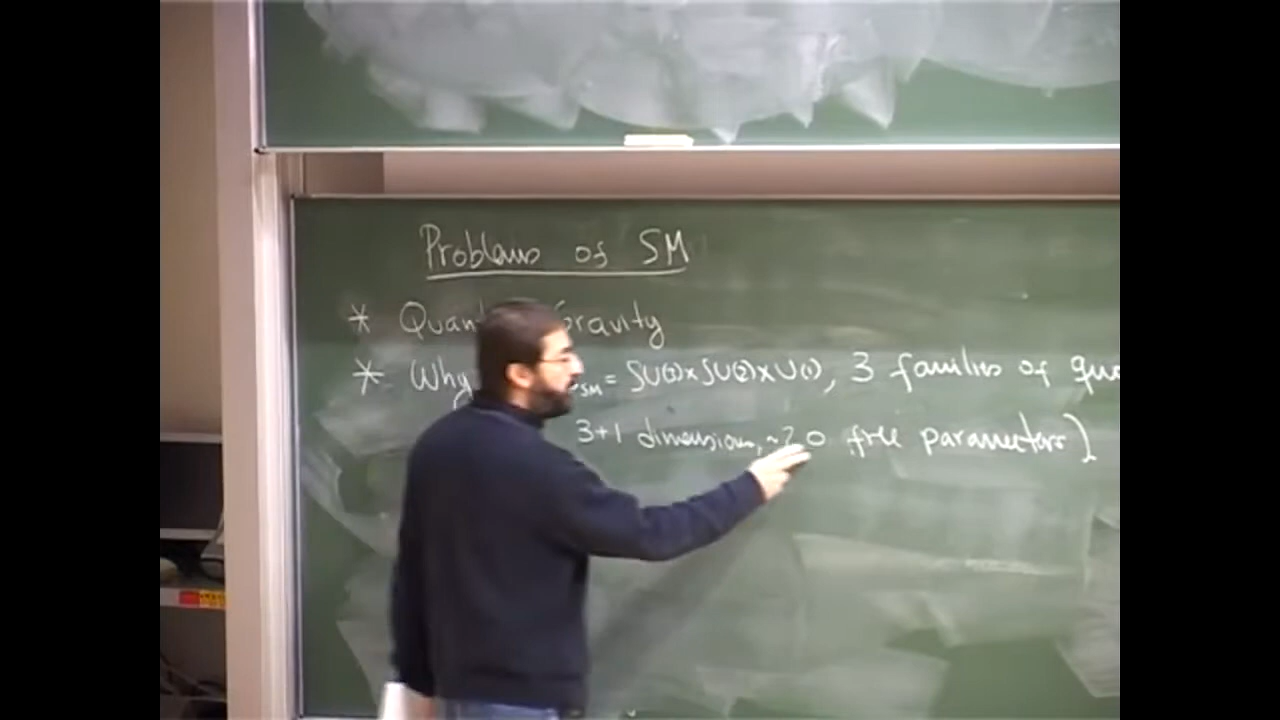 Problems of SM
* Quan Gravity
* Why SM = SU(3)×SU(2)×U(1), 3 families of qu
3+1 dimensions, ~20 free parameters)